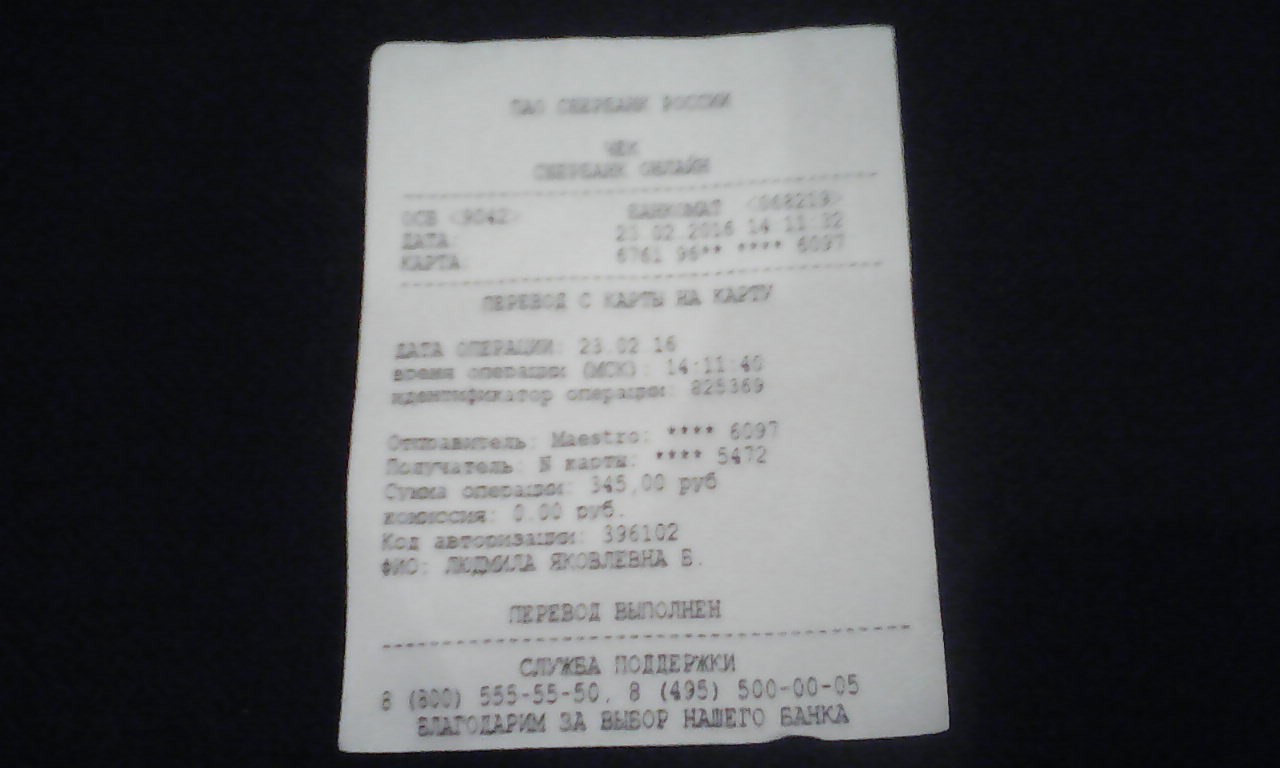 ПАО СБЕРБАНК РОССИИ
ЧЕК
СБЕРБАНК ОНЛАЙН
ОСБ <9042> БАНКОМАТ <068219>
ДАТА: 23.02.2016 14:11:32
КАРТА: 6761 96** **** 6097
ПЕРЕВОД С КАРТЫ НА КАРТУ
ДАТА ОПЕРАЦИИ: 23.02.16
время операции (МСК): 14:11:40
идентификатор операции: 825369
Отправитель: Maestro: **** 6097
Получатель: N карты: **** 5472
Сумма операции: 345.00 руб
комиссия: 0.00 руб.
Код авторизации: 396102
ФИО: ЛЮДМИЛА ЯКОВЛЕВНА Б.
ПЕРЕВОД ВЫПОЛНЕН
СЛУЖБА ПОДДЕРЖКИ
8 (800) 555-55-50, 8 (495) 500-00-05
БЛАГОДАРИМ ЗА ВЫБОР НАШЕГО БАНКА